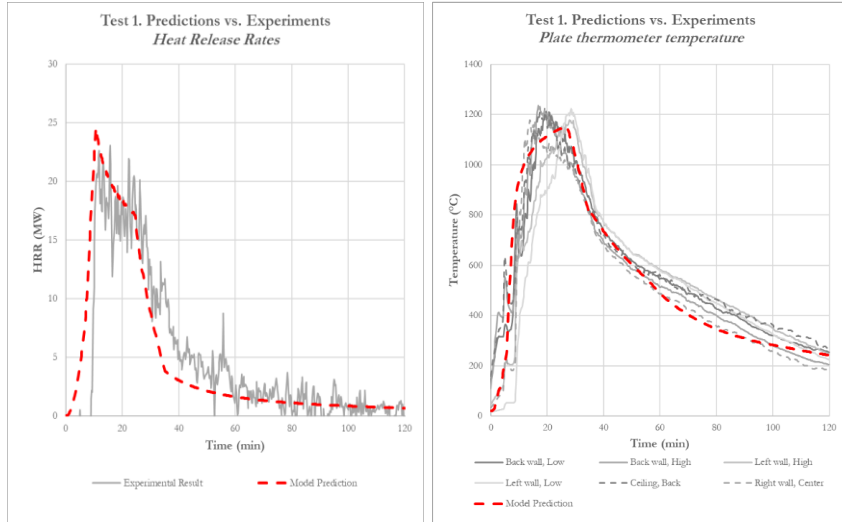 Test 1. Predictions vs. Experiments
Heat Release Rates
30
25
20
15
10
5
0
HRR (MW)
0 20 40 60 80 100 120
Time (min)
Experimental Result Model Prediction
Test 1. Predictions vs. Experiments
Plate thermometer temperature
1400
1200
1000
800
600
400
200
0
Temperature (°C)
0 20 40 60 80 100 120
Time (min)
Back wall, Low Back wall, High Left wall, High
Left wall, Low Ceiling, Back Right wall, Center
Model Prediction